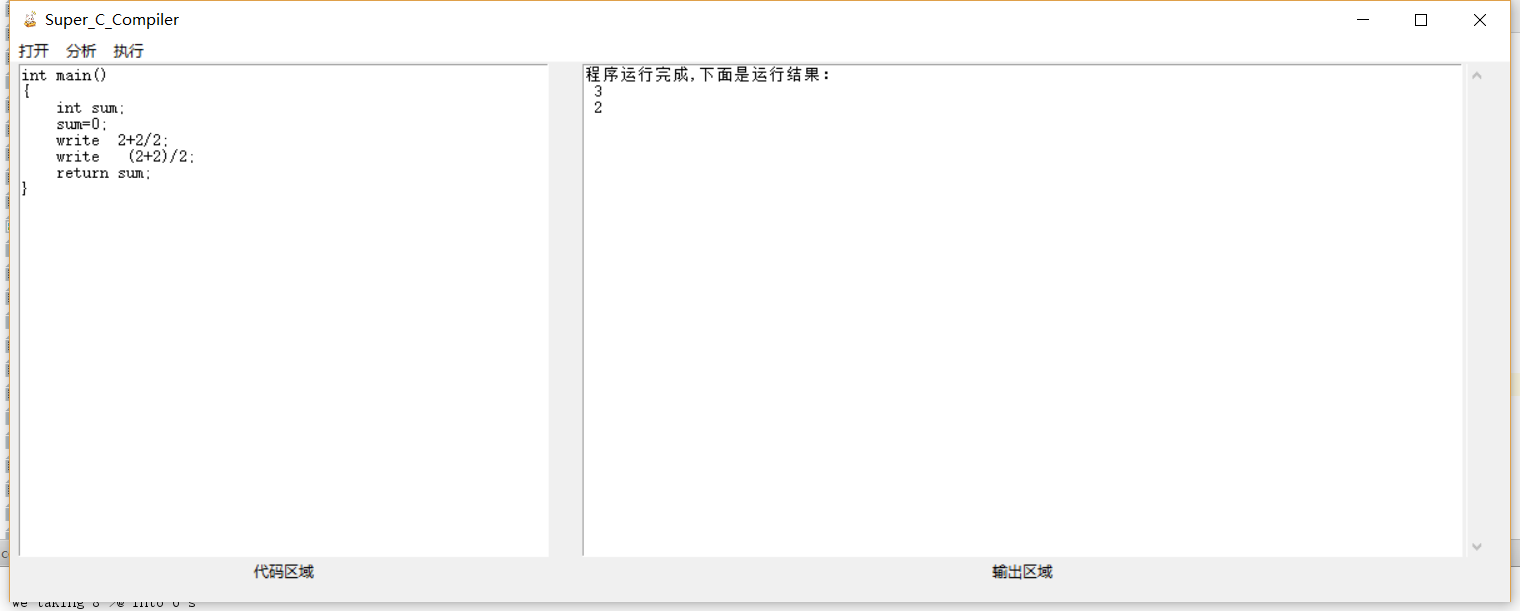 Super_C_Compiler
打开 分析 执行
int main()
{
    int sum;
    sum=0;
    write  2+2/2;
    write   (2+2)/2;
    return sum;
}
程序运行完成,下面是运行结果:
3
2
代码区域
输出区域